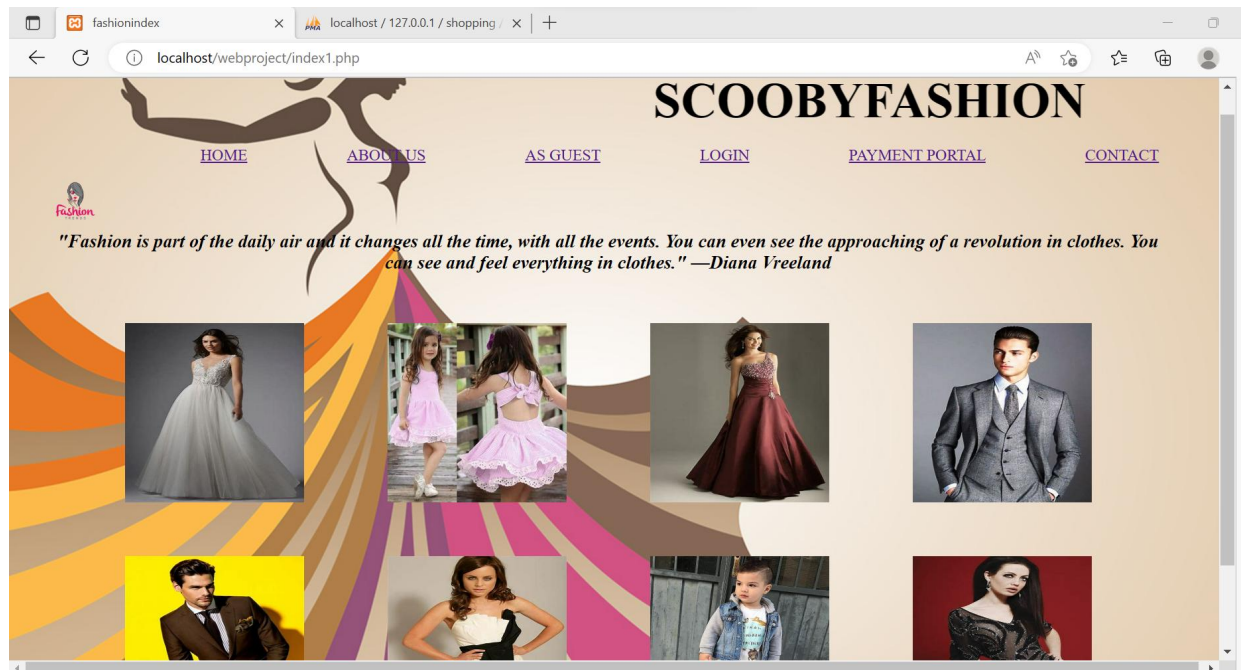 fashionindex
localhost / 127.0.0.1 / shopping /
localhost/webproject/index1.php
SCOOBYFASHION
HOME ABOUT US AS GUEST LOGIN PAYMENT PORTAL CONTACT
Fashion
"Fashion is part of the daily air and it changes all the time, with all the events. You can even see the approaching of a revolution in clothes. You
can see and feel everything in clothes." —Diana Vreeland